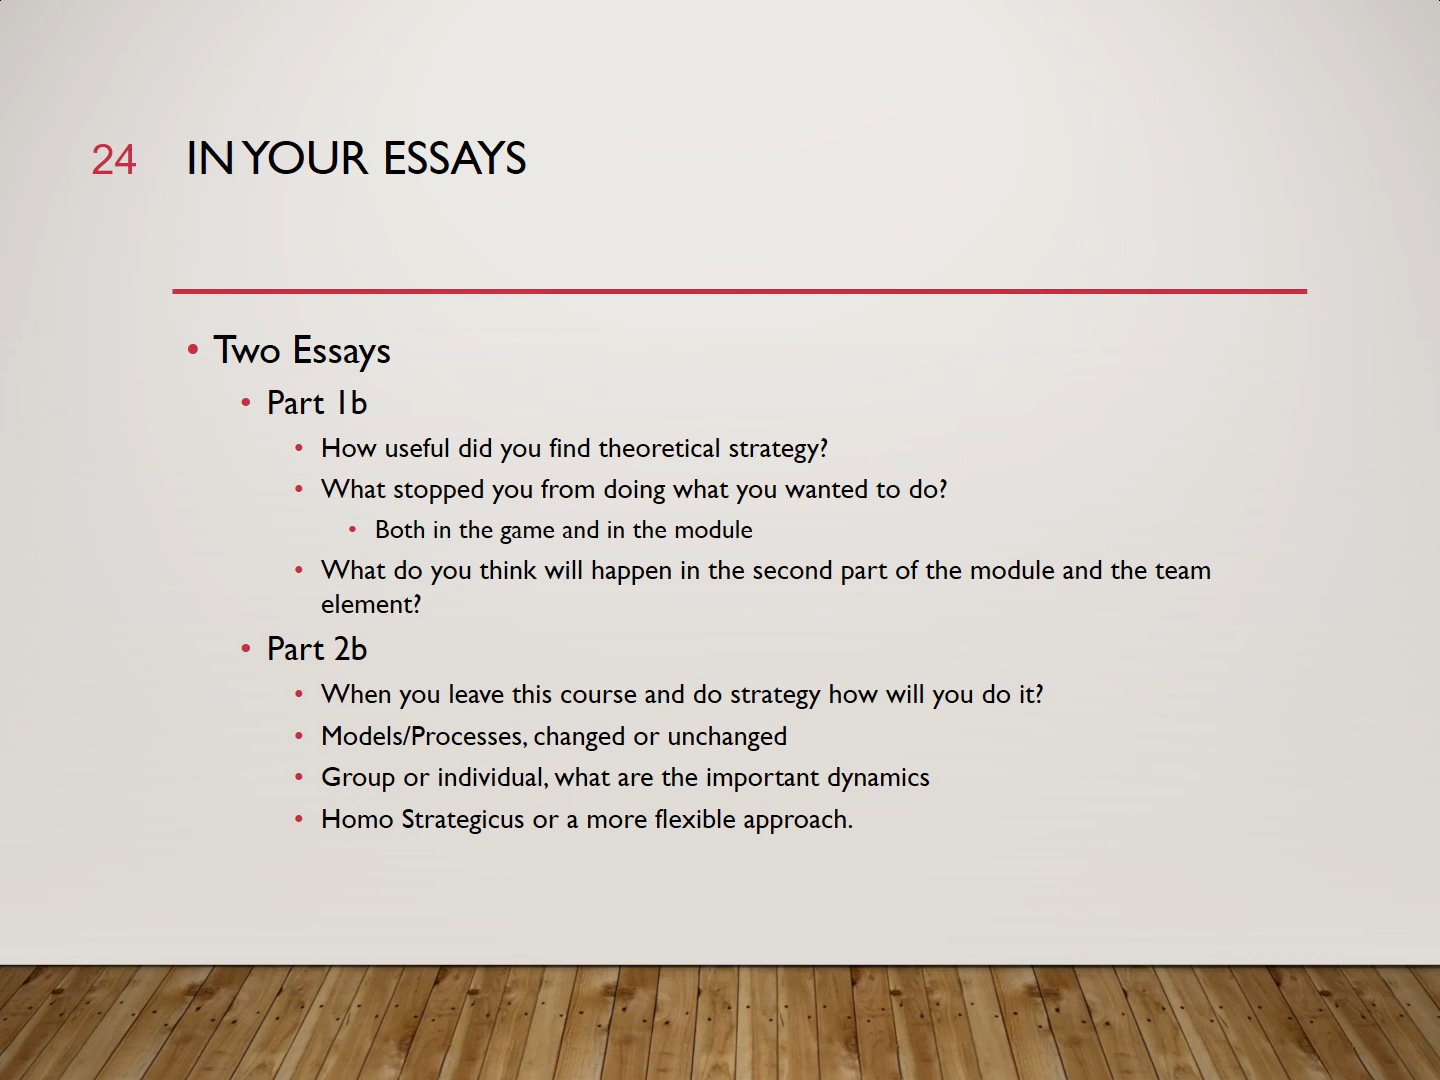 24
IN YOUR ESSAYS
• Two Essays
• Part 1b
• How useful did you find theoretical strategy?
• What stopped you from doing what you wanted to do?
• Both in the game and in the module
• What do you think will happen in the second part of the module and the team
element?
• Part 2b
• When you leave this course and do strategy how will you do it?
• Models/Processes, changed or unchanged
• Group or individual, what are the important dynamics
• Homo Strategicus or a more flexible approach.